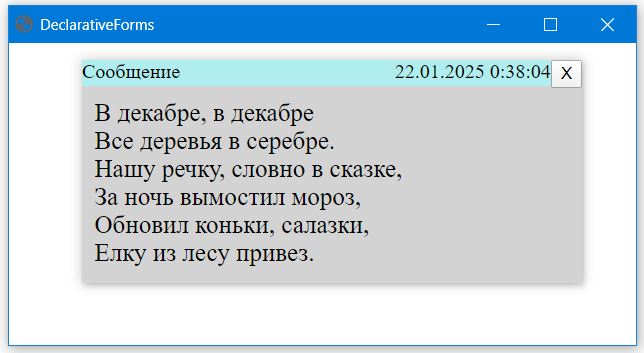 DeclarativeForms
Сообщение 22.01.2025 0:38:04 X
В декабре, в декабре
Все деревья в серебре.
Нашу речку, словно в сказке,
За ночь вымостил мороз,
Обновил коньки, салазки,
Елку из лесу привез.